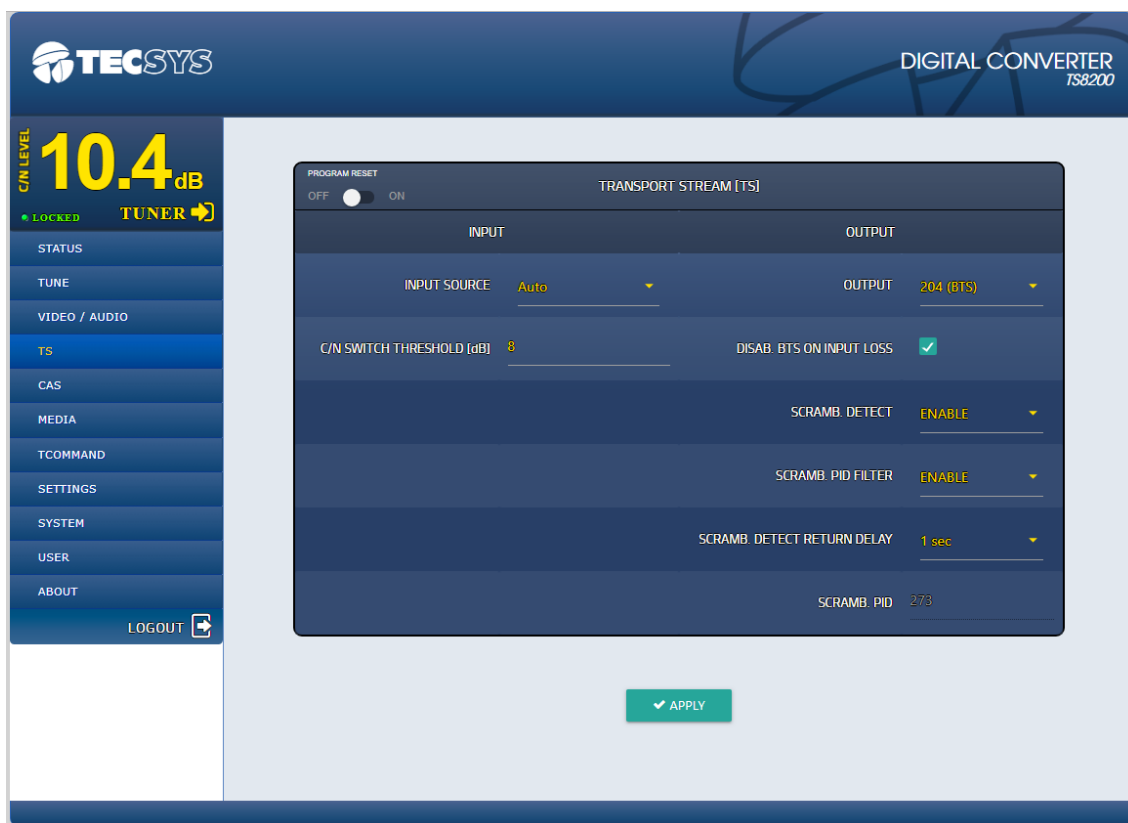 TECSYS
DIGITAL CONVERTER
TS8200
C/N LEVEL
10.4 dB
LOCKED TUNER
STATUS
TUNE
VIDEO / AUDIO
TS
CAS
MEDIA
TCOMMAND
SETTINGS
SYSTEM
USER
ABOUT
LOGOUT
PROGRAM RESET
OFF ON
TRANSPORT STREAM [TS]
INPUT OUTPUT
INPUT SOURCE Auto OUTPUT 204 (BTS)
C/N SWITCH THRESHOLD [dB] 8 DISAB. BTS ON INPUT LOSS
SCRAMB. DETECT ENABLE
SCRAMB. PID FILTER ENABLE
SCRAMB. DETECT RETURN DELAY 1 sec
SCRAMB. PID 273
APPLY